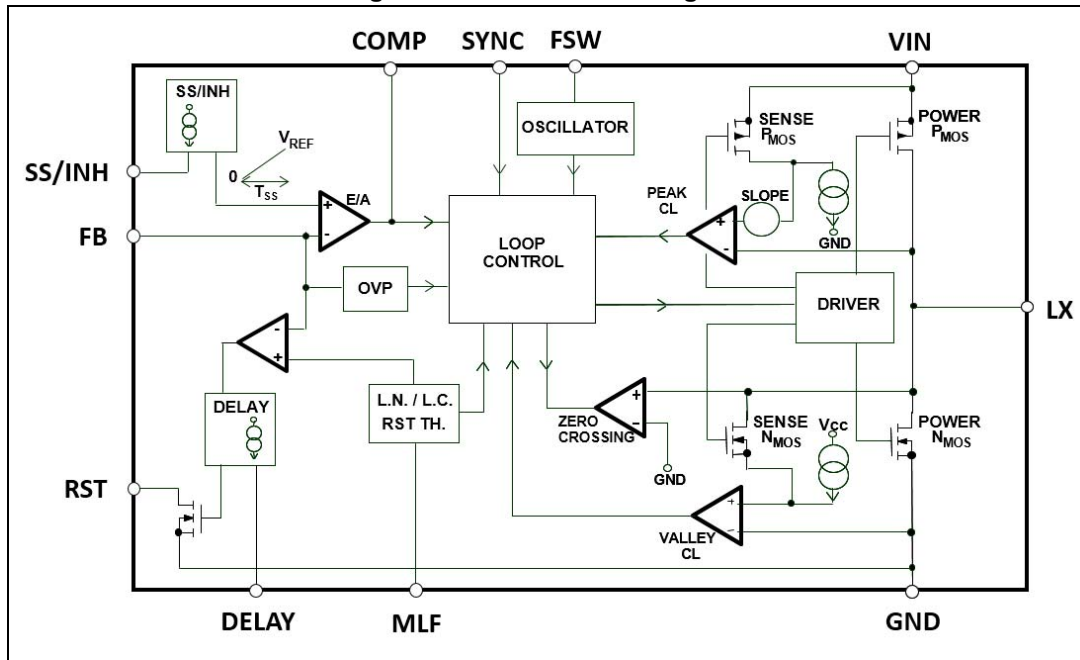 COMP SYNC FSW VIN
SS/INH
SENSE
PMOS
POWER
PMOS
OSCILLATOR
VREF
SS/INH
0
TSS
E/A
+
-
PEAK
CL
SLOPE
+
-
GND
FB
LOOP
CONTROL
OVP
DRIVER
LX
-
+
L.N. / L.C.
RST TH.
DELAY
ZERO
CROSSING
+
-
GND
SENSE
NMOS
Vcc
POWER
NMOS
RST
VALLEY
CL
+
-
DELAY MLF GND